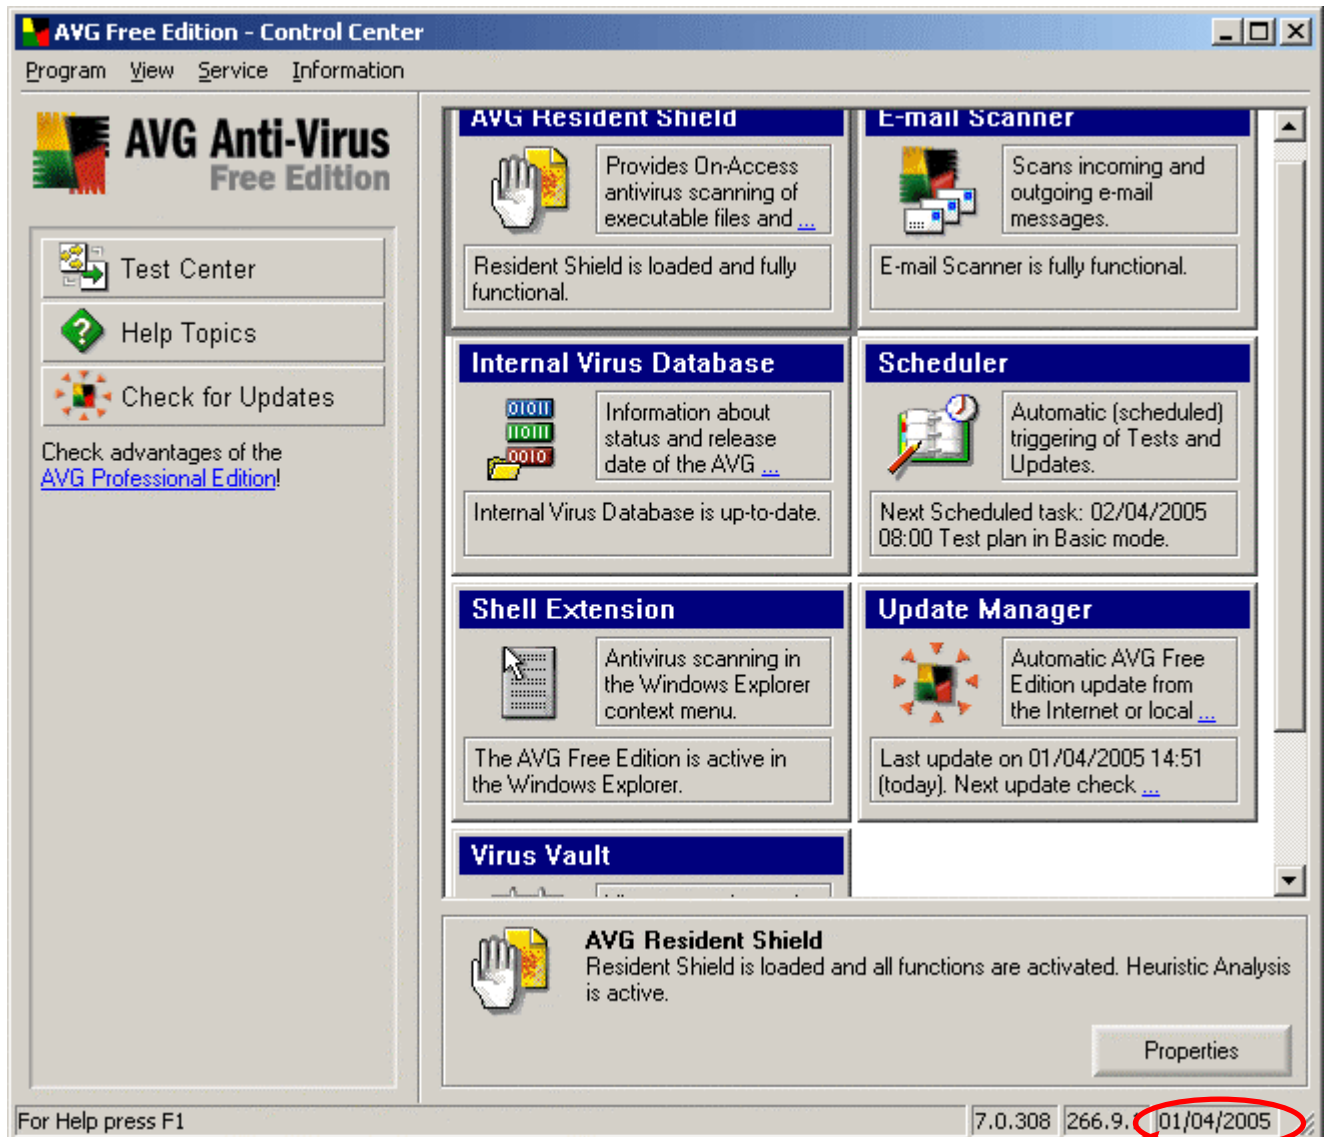 AVG Free Edition - Control Center
Program View Service Information
AVG Anti-Virus
Free Edition
Test Center
Help Topics
Check for Updates
Check advantages of the
AVG Professional Edition!
AVG Resident Shield
Provides On-Access
antivirus scanning of
executable files and ...
Resident Shield is loaded and fully
functional.
E-mail Scanner
Scans incoming and
outgoing e-mail
messages.
E-mail Scanner is fully functional.
Internal Virus Database
01011
11011
0010
Information about
status and release
date of the AVG ...
Internal Virus Database is up-to-date.
Scheduler
Automatic (scheduled)
triggering of Tests and
Updates.
Next Scheduled task: 02/04/2005
08:00 Test plan in Basic mode.
Shell Extension
Antivirus scanning in
the Windows Explorer
context menu.
The AVG Free Edition is active in
the Windows Explorer.
Update Manager
Automatic AVG Free
Edition update from
the Internet or local ...
Last update on 01/04/2005 14:51
(today). Next update check ...
Virus Vault
AVG Resident Shield
Resident Shield is loaded and all functions are activated. Heuristic Analysis
is active.
Properties
For Help press F1
7.0.308
266.9.
01/04/2005